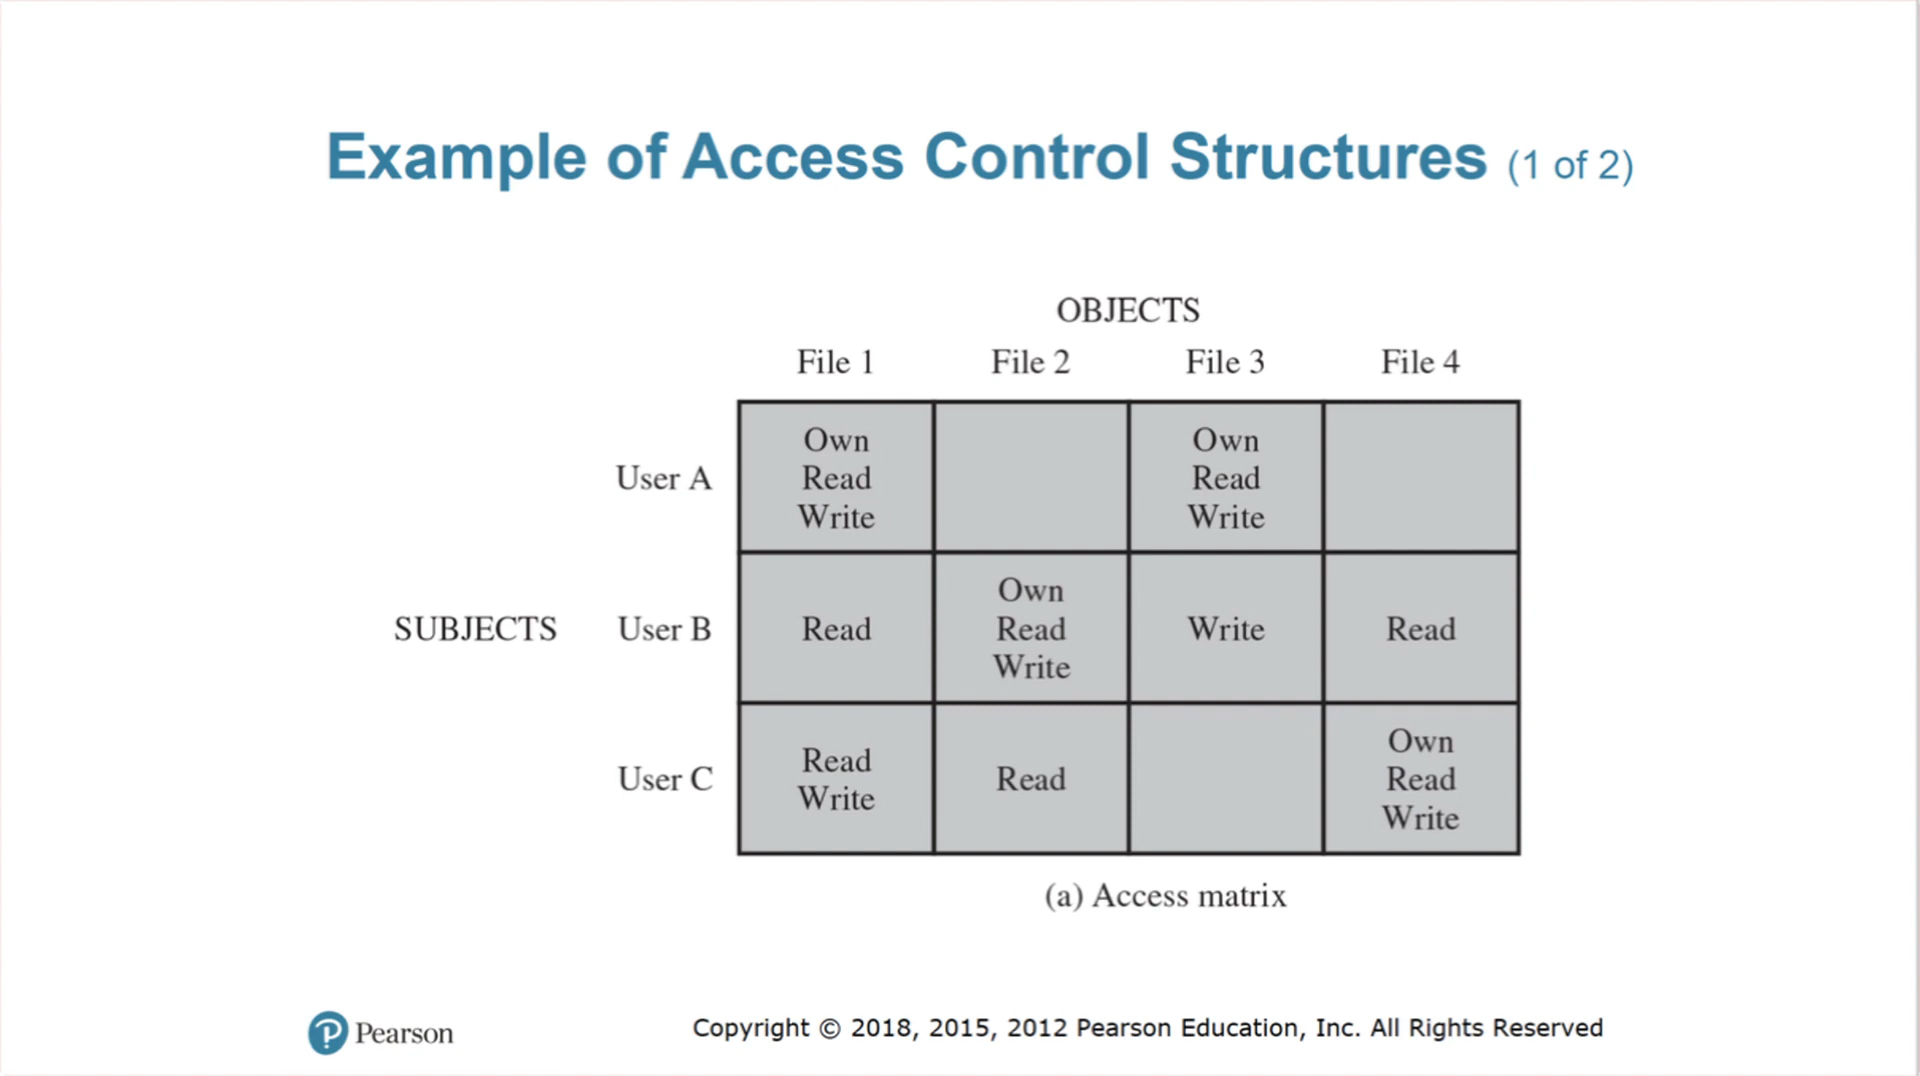 Example of Access Control Structures (1 of 2)
OBJECTS
File 1 File 2 File 3 File 4
User A
Own
Read
Write
Own
Read
Write
SUBJECTS
User B
Read
Own
Read
Write
Write
Read
User C
Read
Write
Read
Own
Read
Write
(a) Access matrix
Pearson
Copyright © 2018, 2015, 2012 Pearson Education, Inc. All Rights Reserved